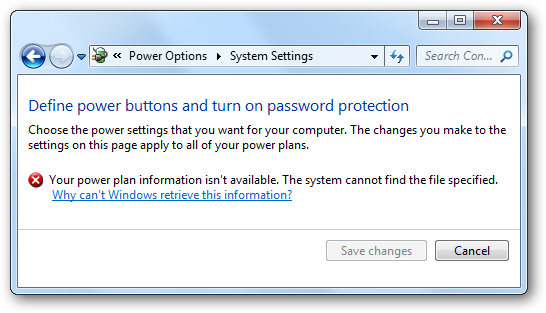 « Power Options ▸ System Settings
Search Con...
Define power buttons and turn on password protection
Choose the power settings that you want for your computer. The changes you make to the
settings on this page apply to all of your power plans.
Your power plan information isn't available. The system cannot find the file specified.
Why can't Windows retrieve this information?
Save changes
Cancel